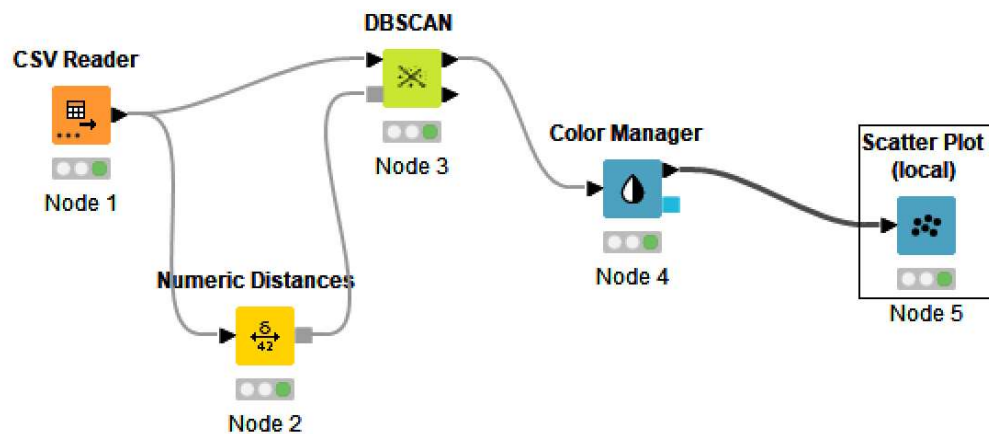 DBSCAN
CSV Reader
Node 3
Node 1
Color Manager
Node 4
Scatter Plot
(local)
Node 5
Numeric Distances
δ
42
Node 2